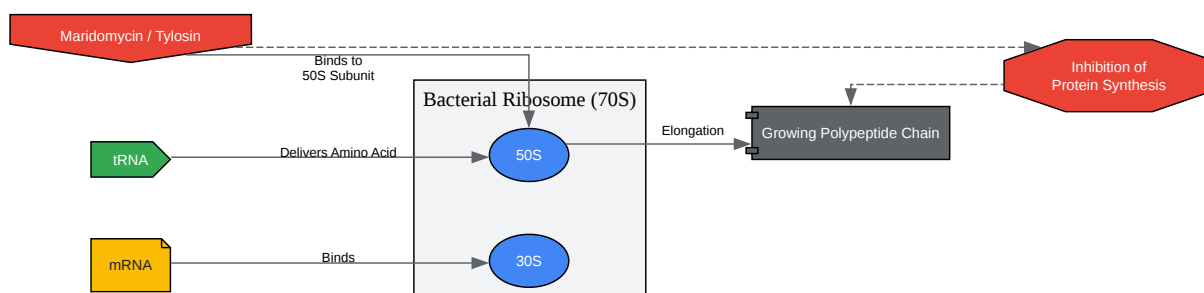 Maridomycin / Tylosin
Binds to
50S Subunit
Inhibition of
Protein Synthesis
Bacterial Ribosome (70S)
Growing Polypeptide Chain
Elongation
tRNA
Delivers Amino Acid
50S
mRNA
Binds
30S